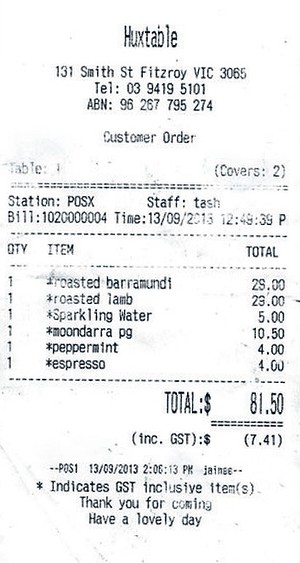 Huxtable
131 Smith St Fitzroy VIC 3065
Tel: 03 9419 5101
ABN: 96 267 795 274
Customer Order
Table: 1 (Covers: 2)
Station: POSX Staff: tash
Bill:1020000004 Time:13/09/2013 12:49:39 P
QTY ITEM TOTAL
1 *roasted barramundi 29.00
1 *roasted lamb 29.00
1 *Sparkling Water 5.00
1 *moondarra pg 10.50
1 *peppermint 4.00
1 *espresso 4.00
TOTAL:$ 81.50
(inc. GST):$ (7.41)
--POS1 13/09/2013 2:06:13 PM jaimee--
* Indicates GST inclusive item(s)
Thank you for coming
Have a lovely day